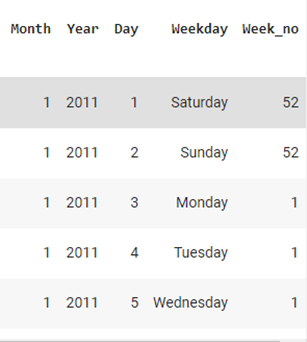 Month Year Day Weekday Week_no
1 2011 1 Saturday 52
1 2011 2 Sunday 52
1 2011 3 Monday 1
1 2011 4 Tuesday 1
1 2011 5 Wednesday 1